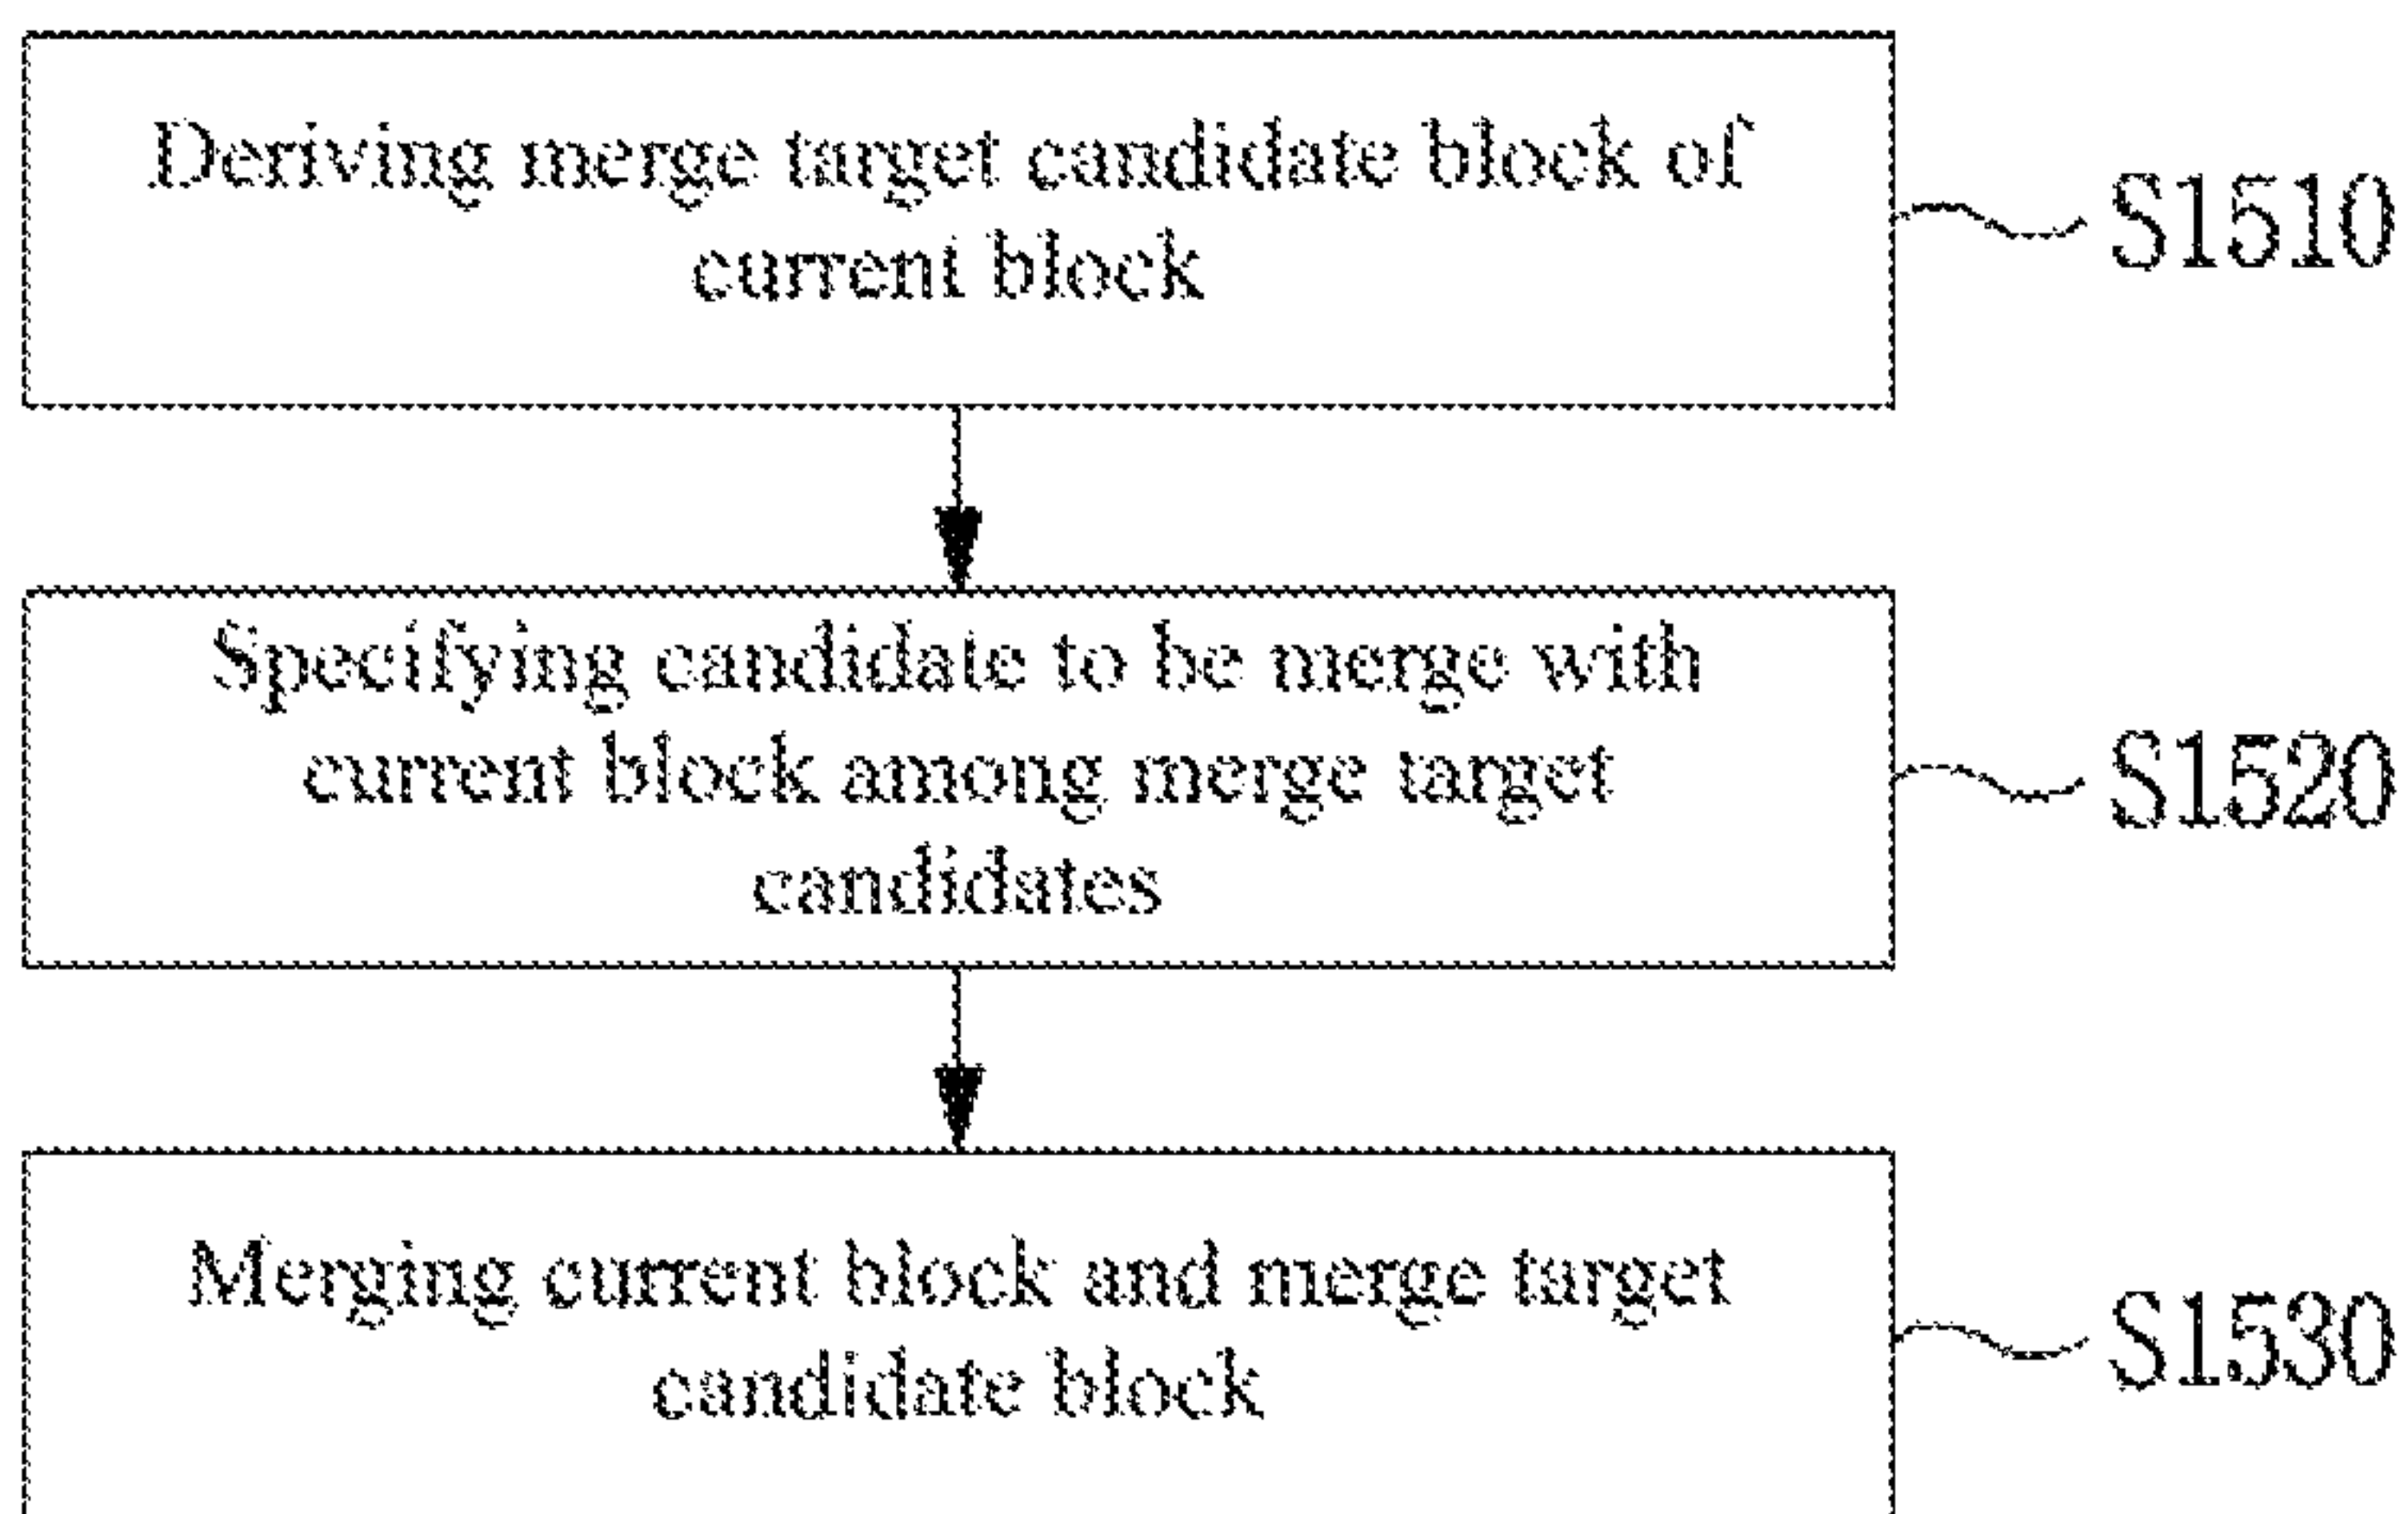 Deriving merge target candidate block of
current block
S1510
Specifying candidate to be merge with
current block among merge target
candidates
S1520
Merging current block and merge target
candidate block
S1530